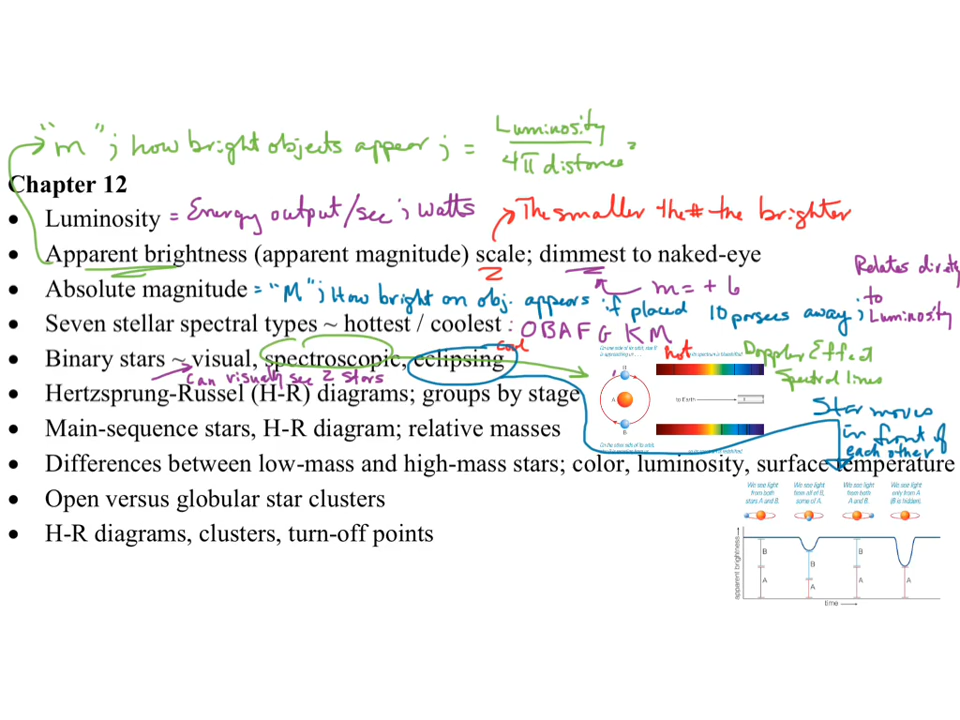 "m" ; how bright objects appear ; = Luminosity / 4π distance²
Chapter 12
• Luminosity = Energy output/sec ; Watts
The smaller the # the brighter
• Apparent brightness (apparent magnitude) scale; dimmest to naked-eye
m = + 6
• Absolute magnitude = "M" ; How bright an obj. appears if placed 10 parsecs away ;
Relates directly
to
Luminosity
• Seven stellar spectral types ~ hottest / coolest : OBAFGKM
hot
cool
• Binary stars ~ visual, spectroscopic, eclipsing
can visually see 2 stars
Doppler Effect
Spectral lines
• Hertzsprung-Russel (H-R) diagrams; groups by stage
Star moves
in front of
each other
• Main-sequence stars, H-R diagram; relative masses
• Differences between low-mass and high-mass stars; color, luminosity, surface temperature
• Open versus globular star clusters
• H-R diagrams, clusters, turn-off points
B
A
B
We see light from both stars A and B.
We see light from all of B, some of A.
We see light from both A and B.
We see light only from A (B is hidden).
apparent brightness
B
A
B
A
B
A
A
time